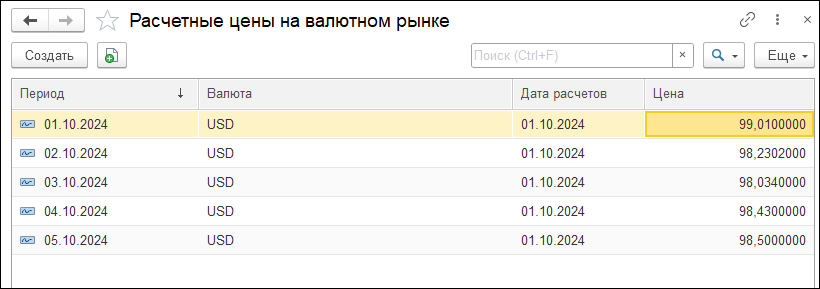 Расчетные цены на валютном рынке
Создать Поиск (Ctrl+F) × Еще
Период ↓ Валюта Дата расчетов Цена
01.10.2024 USD 01.10.2024 99,0100000
02.10.2024 USD 01.10.2024 98,2302000
03.10.2024 USD 01.10.2024 98,0340000
04.10.2024 USD 01.10.2024 98,4300000
05.10.2024 USD 01.10.2024 98,5000000